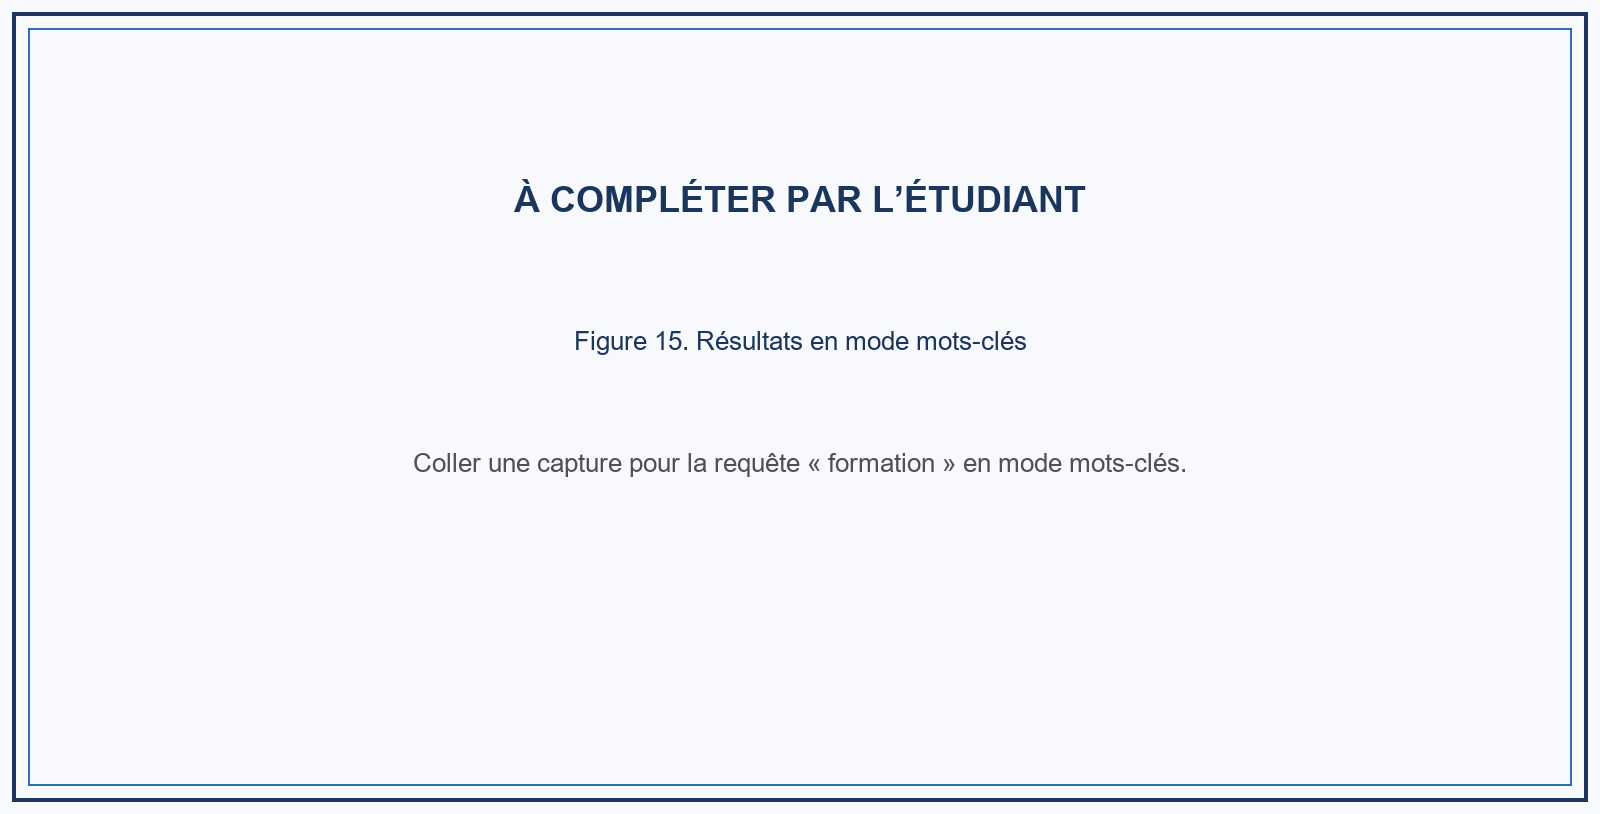 À COMPLÉTER PAR L’ÉTUDIANT
Figure 15. Résultats en mode mots-clés
Coller une capture pour la requête « formation » en mode mots-clés.